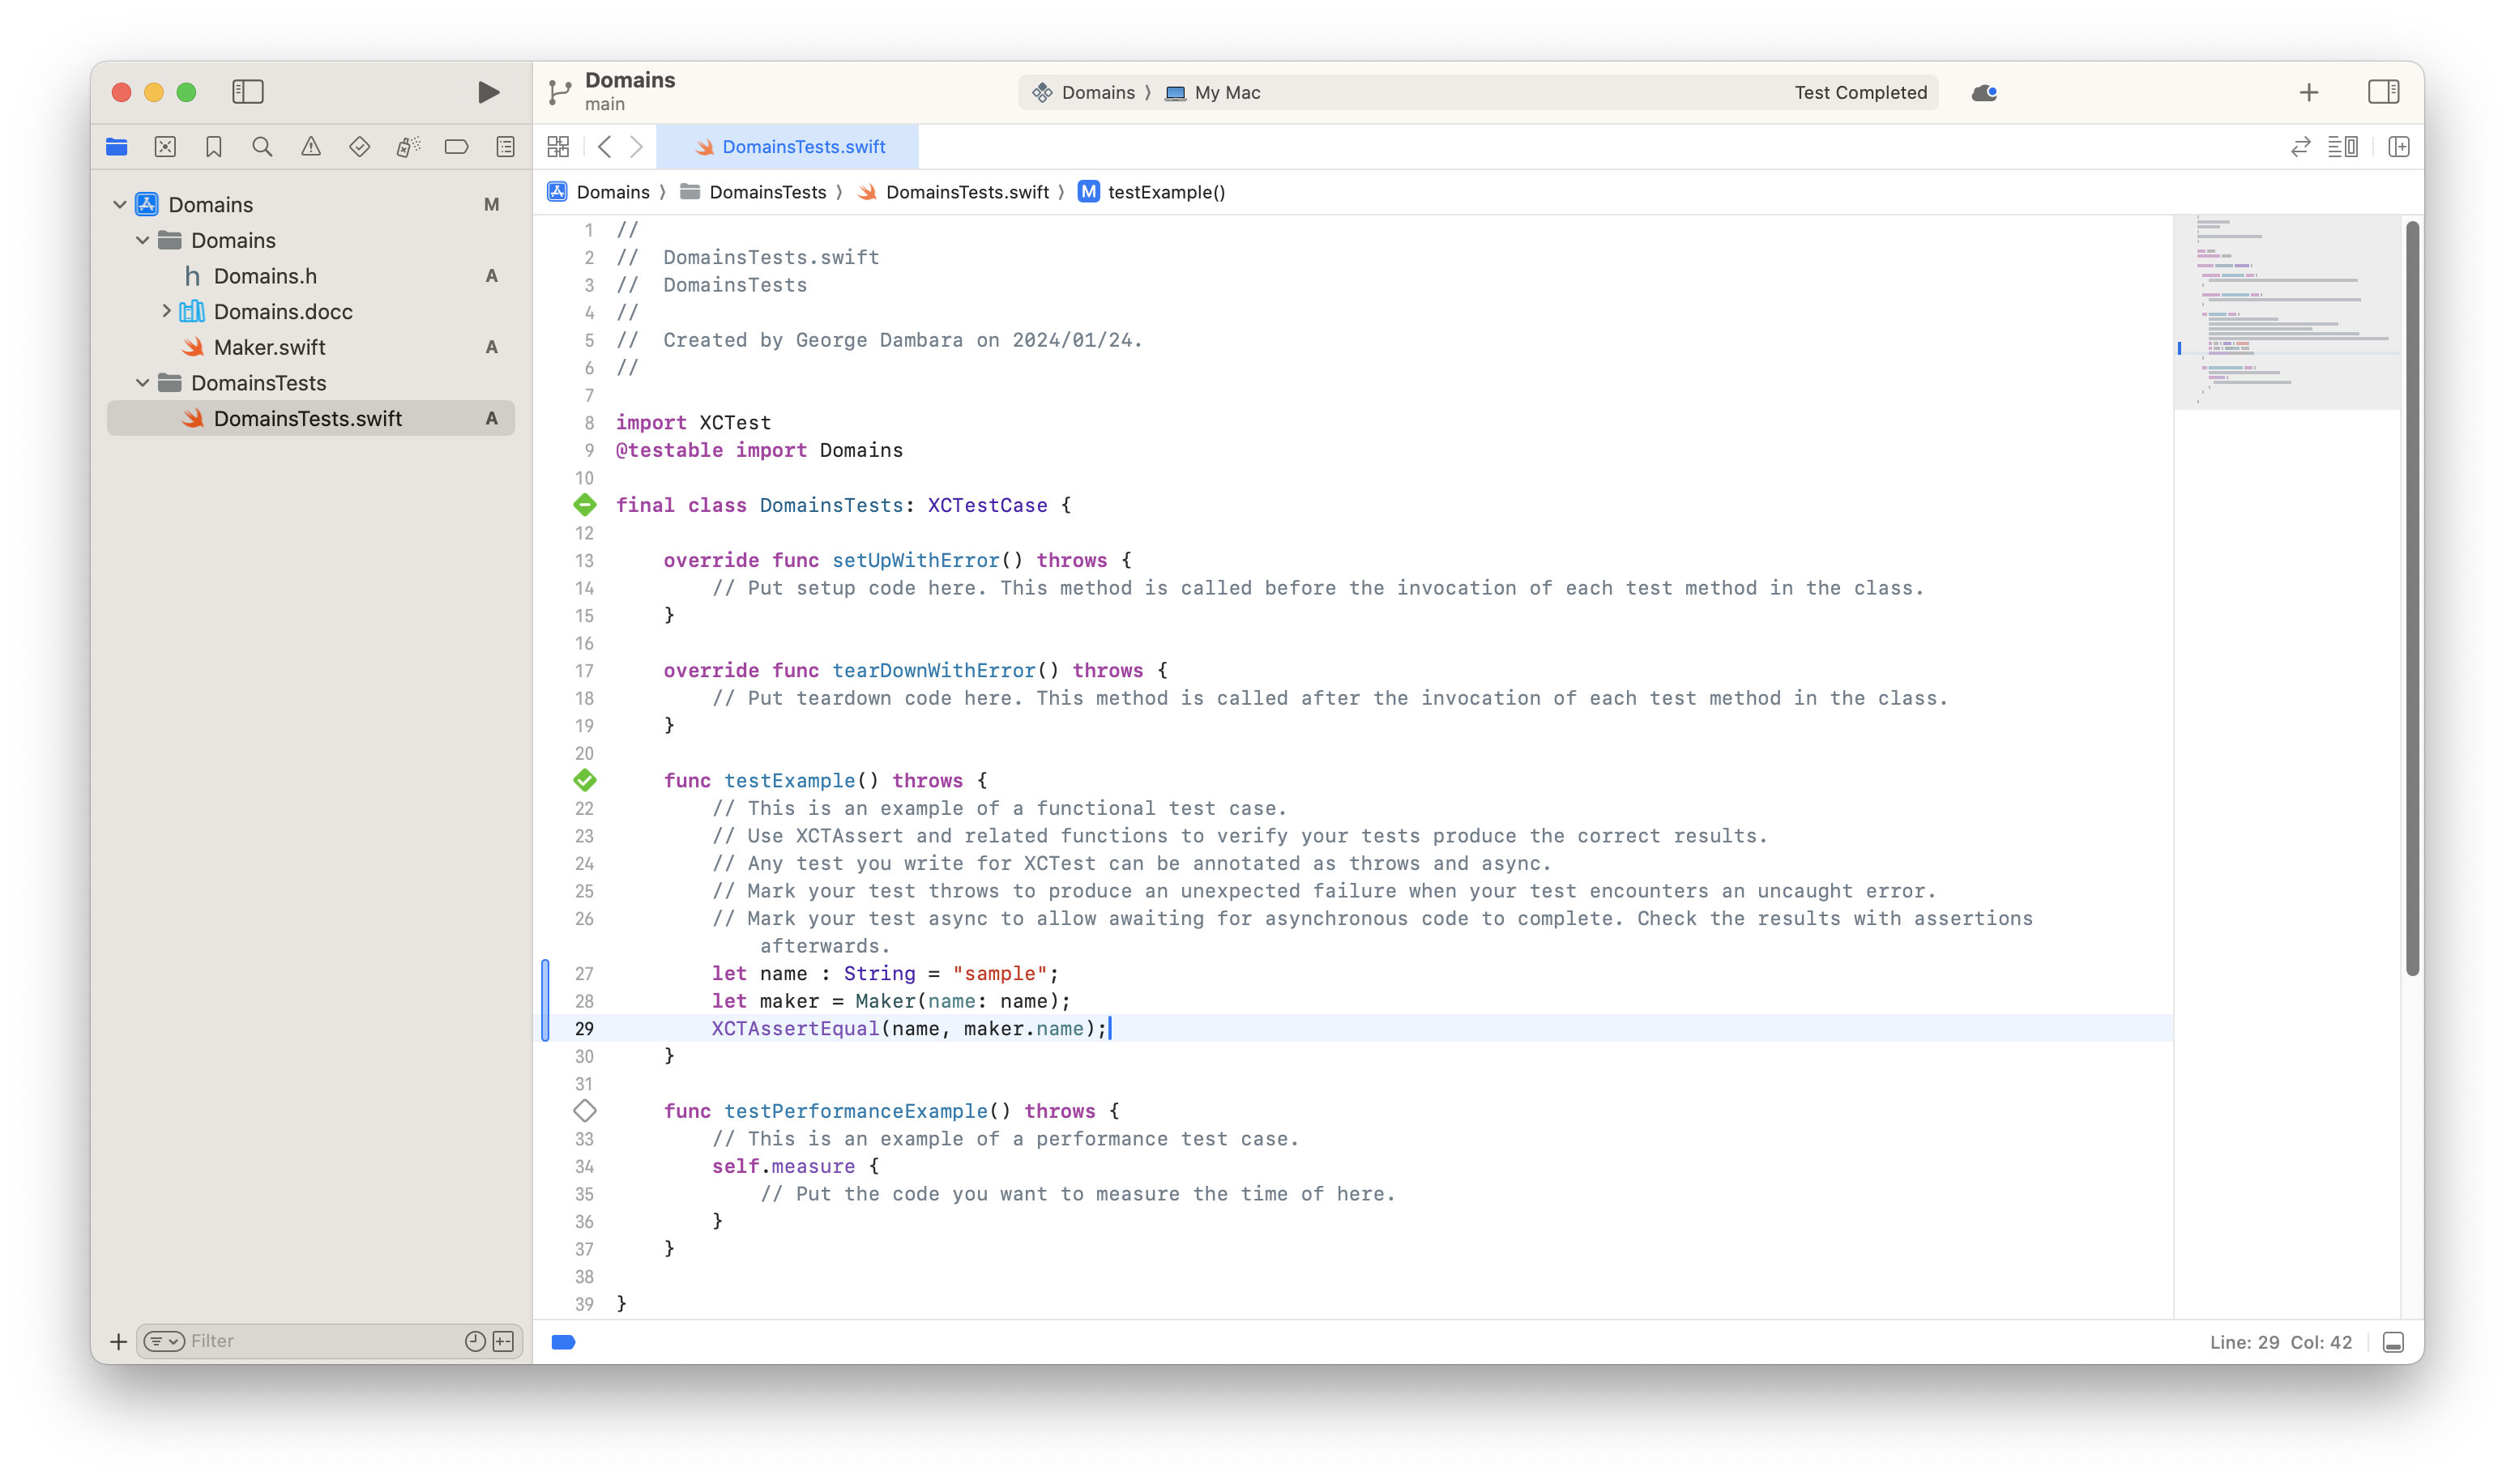 Domains
main
Domains 〉 My Mac
Test Completed
DomainsTests.swift
Domains 〉 DomainsTests 〉 DomainsTests.swift 〉 M testExample()
Domains M
Domains
h Domains.h A
Domains.docc
Maker.swift A
DomainsTests
DomainsTests.swift A
Filter
1 //
2 //  DomainsTests.swift
3 //  DomainsTests
4 //
5 //  Created by George Dambara on 2024/01/24.
6 //
7
8 import XCTest
9 @testable import Domains
10
final class DomainsTests: XCTestCase {
12
13     override func setUpWithError() throws {
14         // Put setup code here. This method is called before the invocation of each test method in the class.
15     }
16
17     override func tearDownWithError() throws {
18         // Put teardown code here. This method is called after the invocation of each test method in the class.
19     }
20
    func testExample() throws {
22         // This is an example of a functional test case.
23         // Use XCTAssert and related functions to verify your tests produce the correct results.
24         // Any test you write for XCTest can be annotated as throws and async.
25         // Mark your test throws to produce an unexpected failure when your test encounters an uncaught error.
26         // Mark your test async to allow awaiting for asynchronous code to complete. Check the results with assertions
            afterwards.
27         let name : String = "sample";
28         let maker = Maker(name: name);
29         XCTAssertEqual(name, maker.name);
30     }
31
    func testPerformanceExample() throws {
33         // This is an example of a performance test case.
34         self.measure {
35             // Put the code you want to measure the time of here.
36         }
37     }
38
39 }
Line: 29  Col: 42